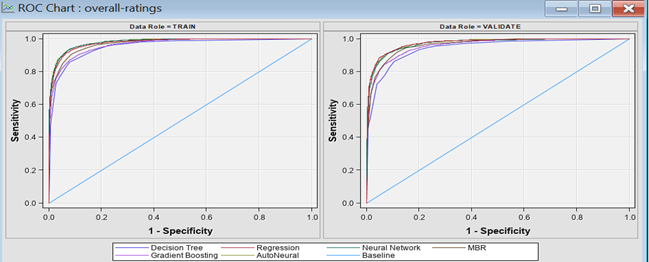 ROC Chart : overall-ratings
Data Role = TRAIN
Data Role = VALIDATE
1.0
0.8
0.6
0.4
0.2
0.0
Sensitivity
0.0 0.2 0.4 0.6 0.8 1.0
1 - Specificity
1.0
0.8
0.6
0.4
0.2
0.0
Sensitivity
0.0 0.2 0.4 0.6 0.8 1.0
1 - Specificity
Decision Tree Regression Neural Network MBR
Gradient Boosting AutoNeural Baseline